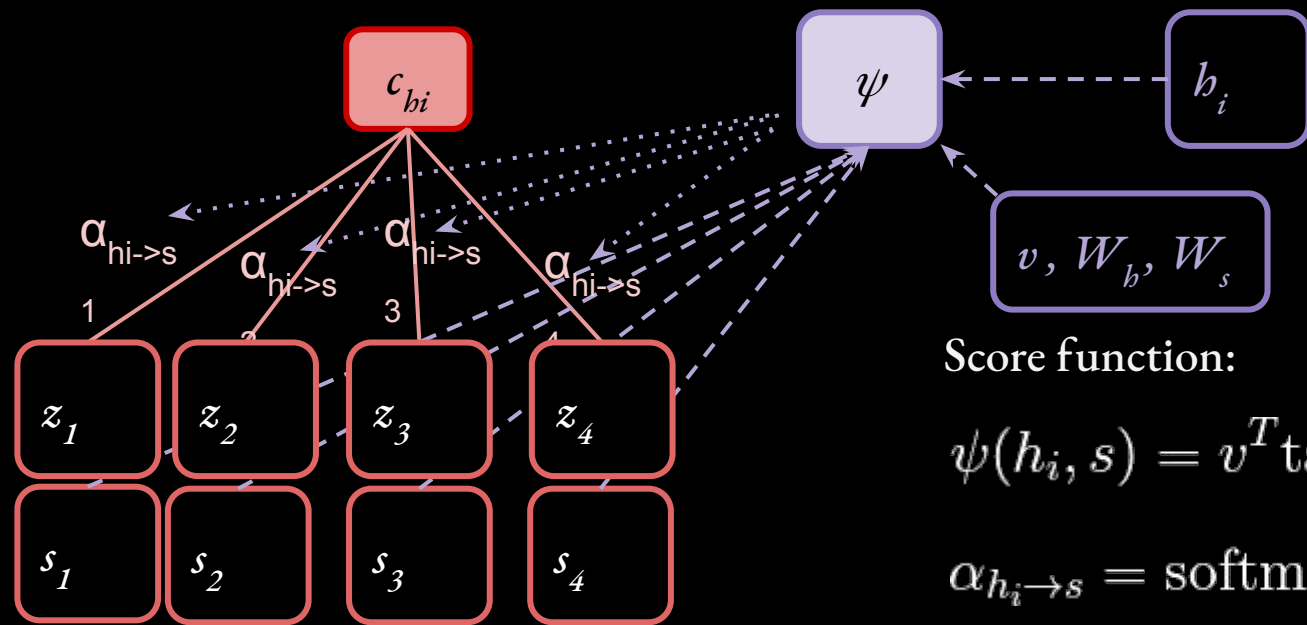 c_hi
ψ
h_i
α_hi->s
1
α_hi->s
α_hi->s
3
α_hi->s
v, W_h, W_s
z_1
z_2
z_3
z_4
s_1
s_2
s_3
s_4
Score function:
ψ(h_i, s) = v^T
α_{h_i→s} =